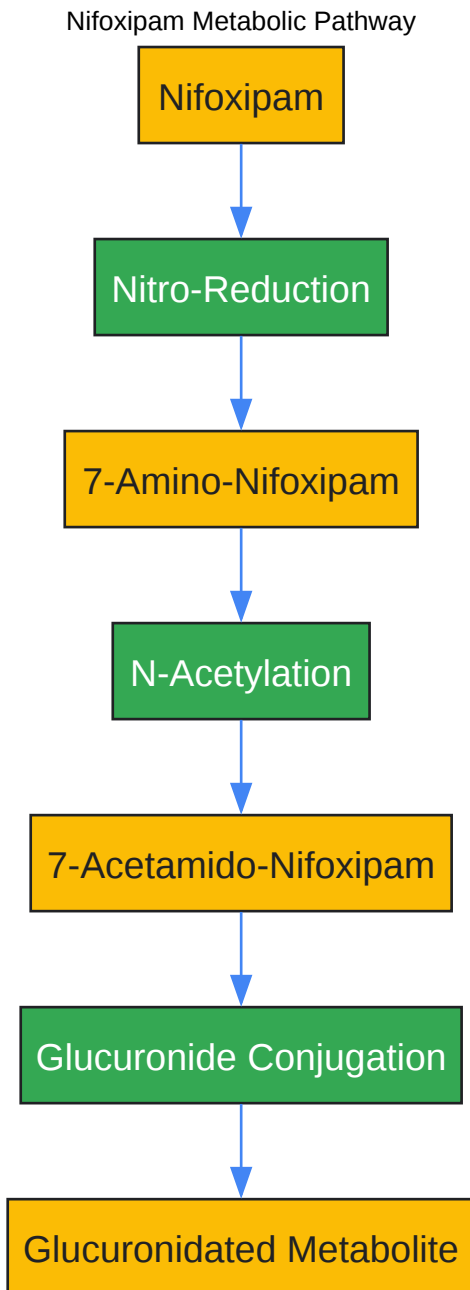 Nifoxipam Metabolic Pathway
Nifoxipam
Nitro-Reduction
7-Amino-Nifoxipam
N-Acetylation
7-Acetamido-Nifoxipam
Glucuronide Conjugation
Glucuronidated Metabolite